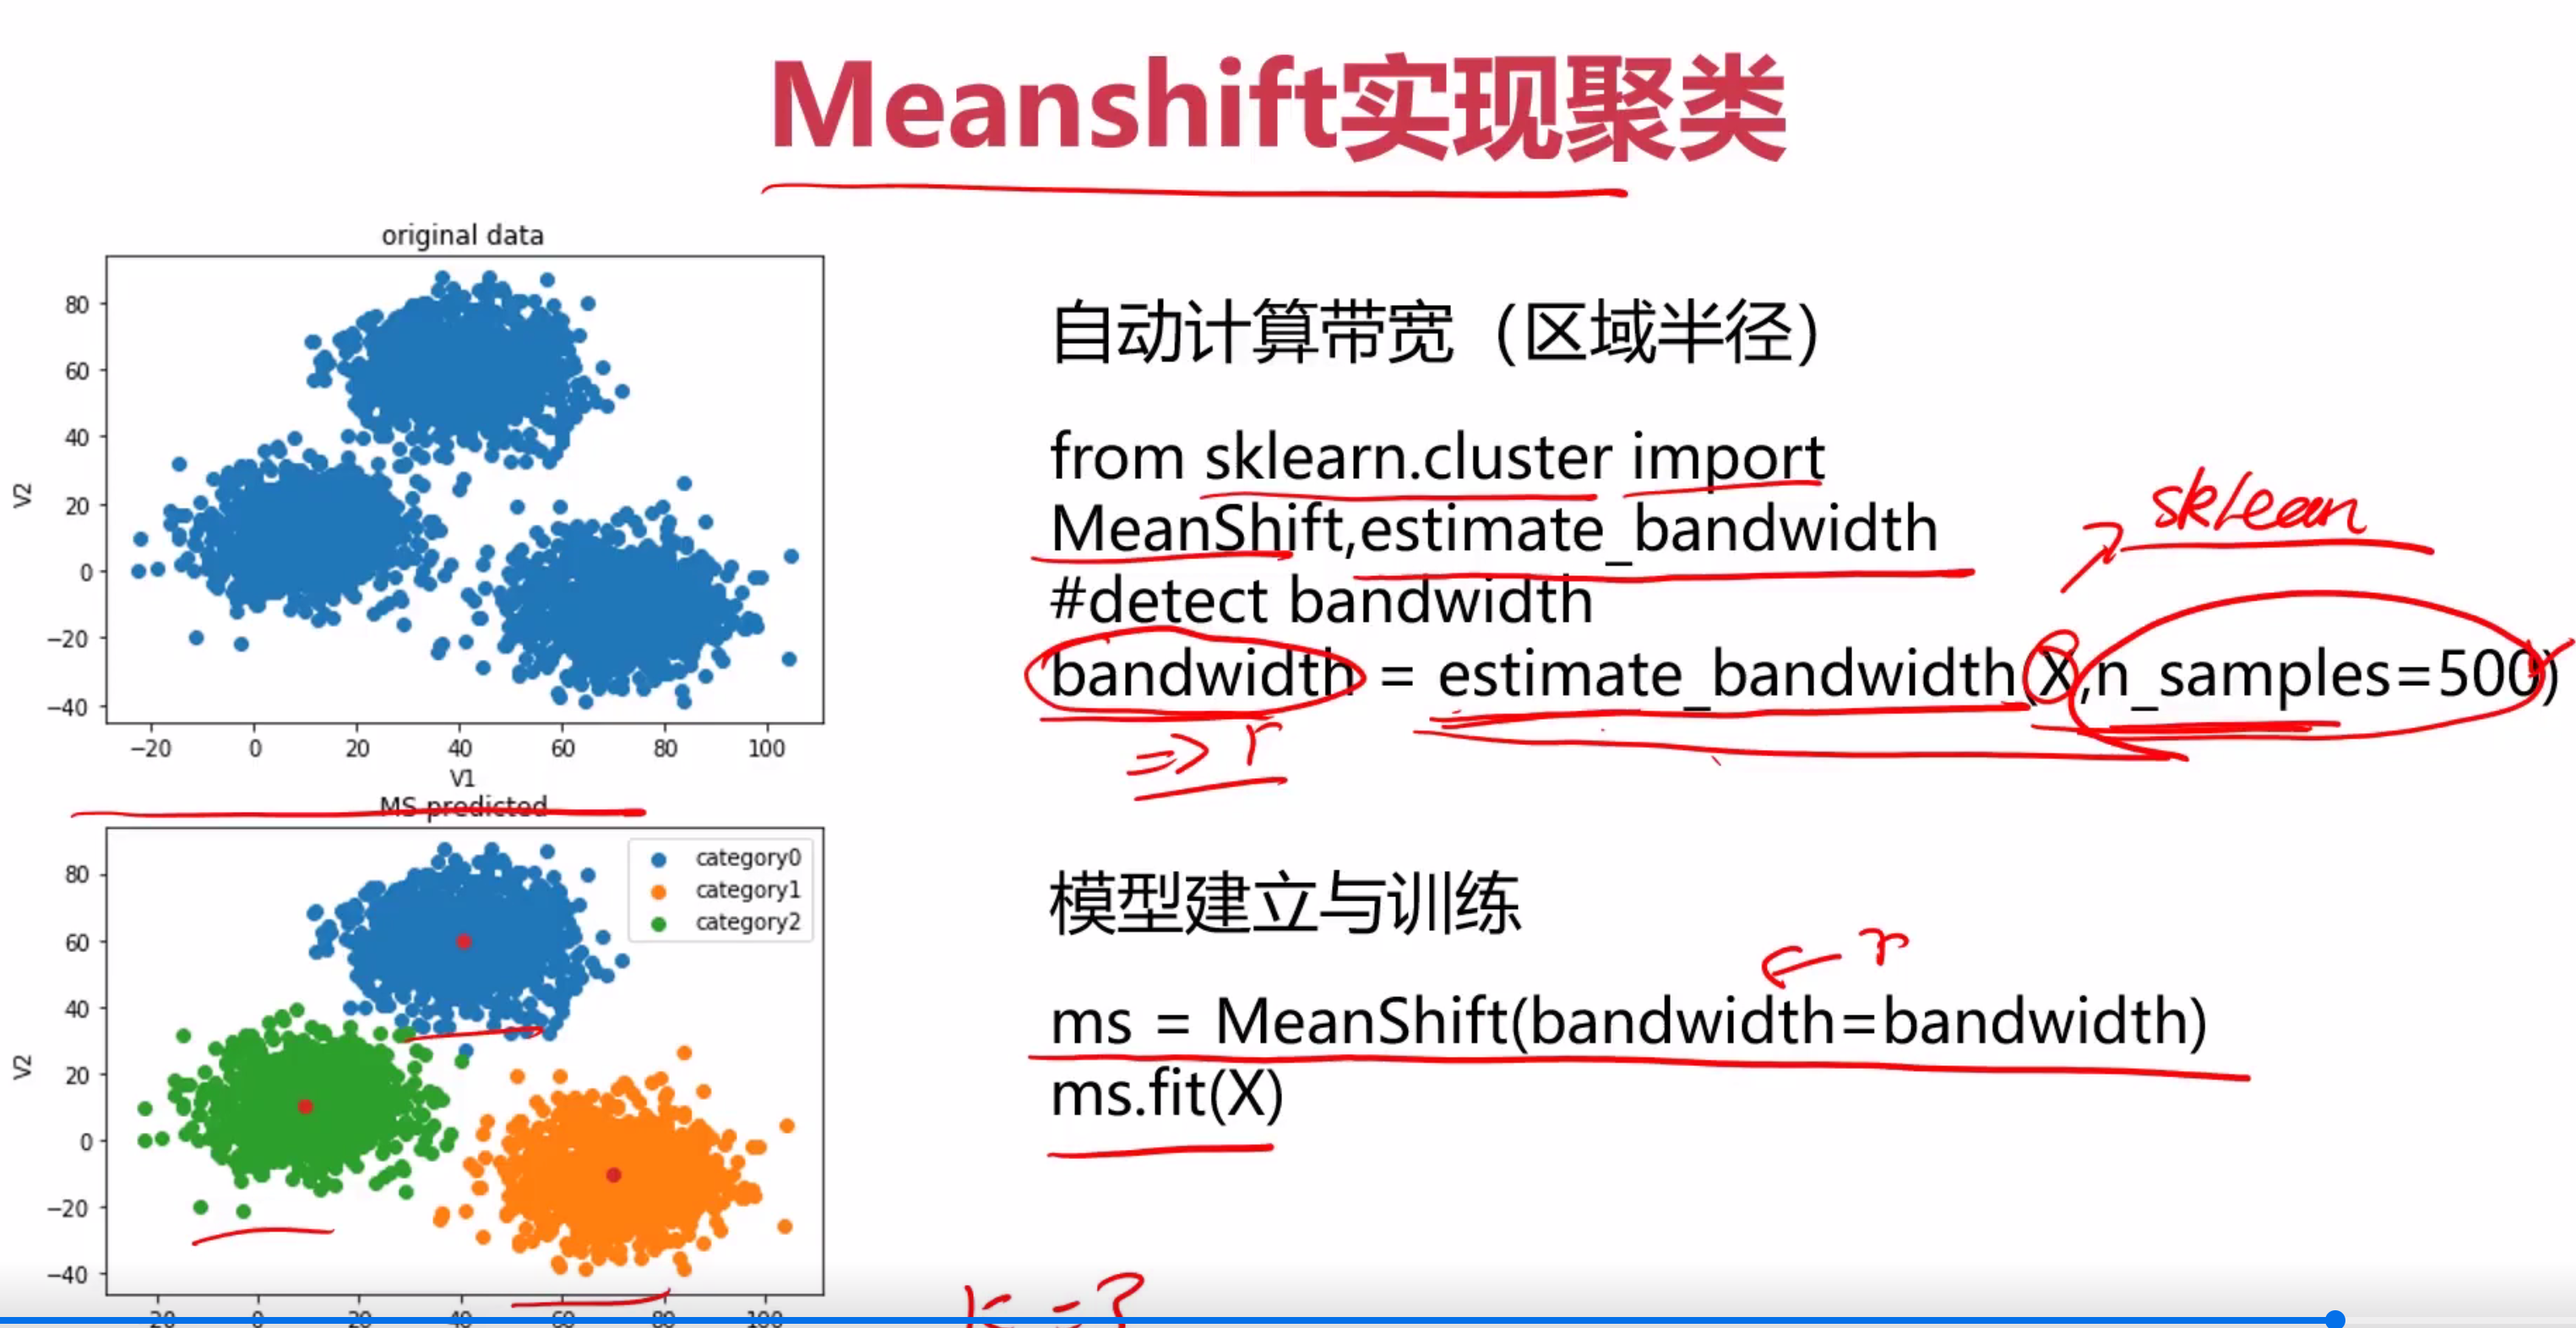 Meanshift实现聚类
original data
80
60
40
20
0
−20
−40
V2
−20 0 20 40 60 80 100
V1
MS predicted
category0
category1
category2
80
60
40
20
0
−20
−40
V2
−20 0 20 40 60 80 100
自动计算带宽（区域半径）
from sklearn.cluster import
MeanShift,estimate_bandwidth
sklean
#detect bandwidth
bandwidth = estimate_bandwidth(X,n_samples=500)
=> r
模型建立与训练
← r
ms = MeanShift(bandwidth=bandwidth)
ms.fit(X)
K=?